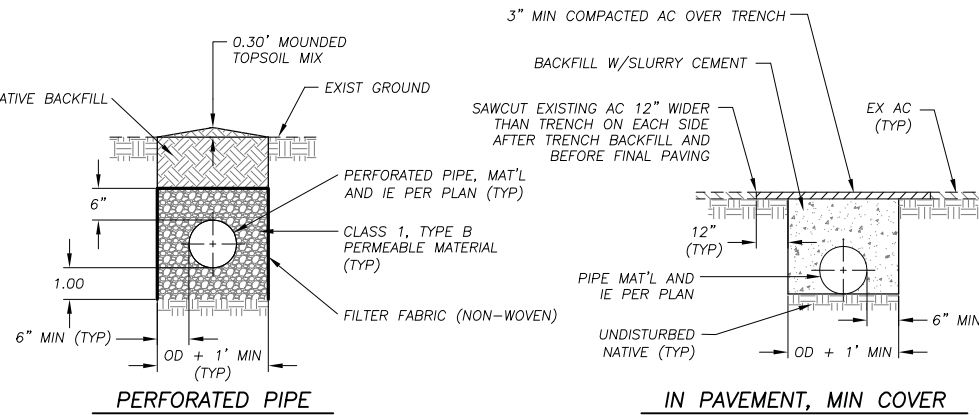 0.30' MOUNDED
TOPSOIL MIX
ATIVE BACKFILL
EXIST GROUND
6"
PERFORATED PIPE, MAT'L
AND IE PER PLAN (TYP)
CLASS 1, TYPE B
PERMEABLE MATERIAL
(TYP)
1.00
FILTER FABRIC (NON-WOVEN)
6" MIN (TYP)
OD + 1' MIN
(TYP)
PERFORATED PIPE
3" MIN COMPACTED AC OVER TRENCH
BACKFILL W/SLURRY CEMENT
SAWCUT EXISTING AC 12" WIDER
THAN TRENCH ON EACH SIDE
AFTER TRENCH BACKFILL AND
BEFORE FINAL PAVING
EX AC
(TYP)
12"
(TYP)
PIPE MAT'L AND
IE PER PLAN
6" MIN
UNDISTURBED
NATIVE (TYP)
OD + 1' MIN
IN PAVEMENT, MIN COVER